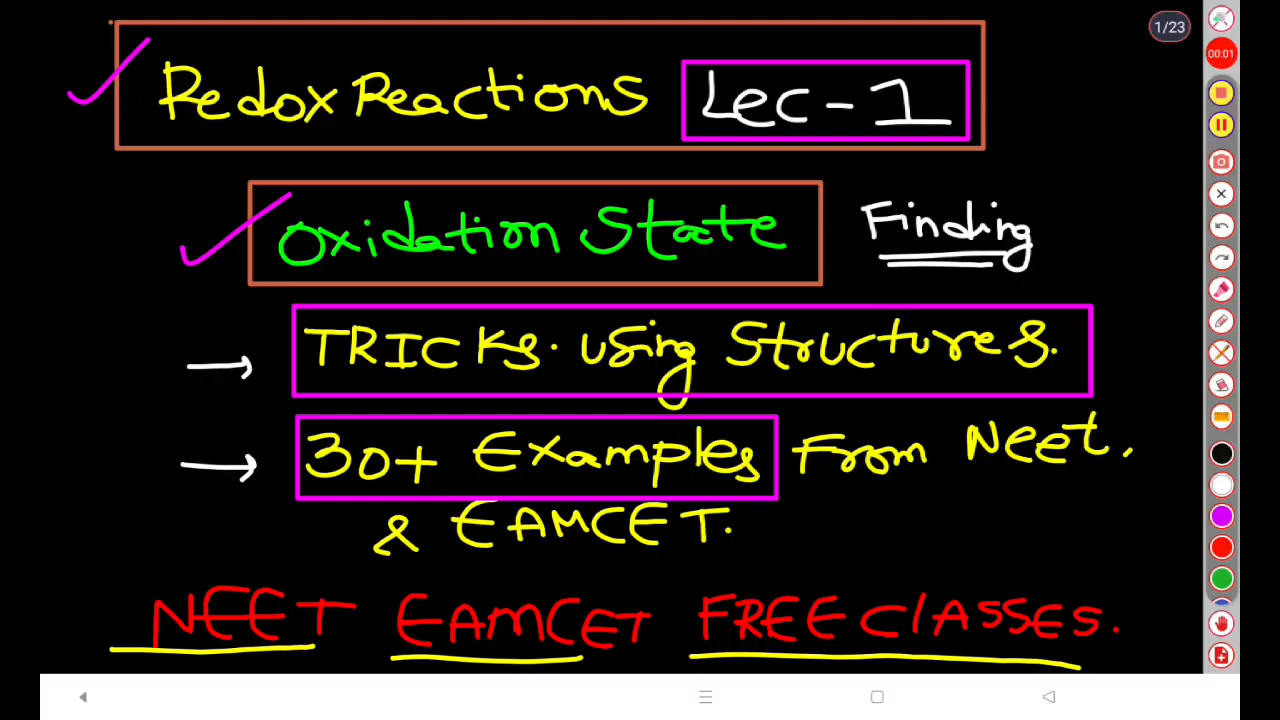 1/23
00:01
Redox Reactions Lec-1
Oxidation State Finding
→ TRICKs. using Structures.
→ 30+ Examples From Neet.
& EAMCET.
NEET EAMCET FREE ClASSES.